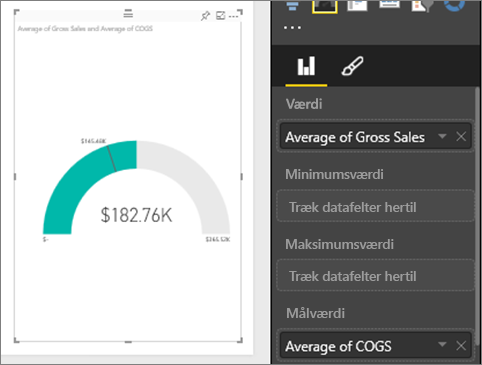 Average of Gross Sales and Average of COGS
$145.48K
$182.76K
$-
$365.52K
Værdi
Average of Gross Sales
Minimumsværdi
Træk datafelter hertil
Maksimumsværdi
Træk datafelter hertil
Målværdi
Average of COGS